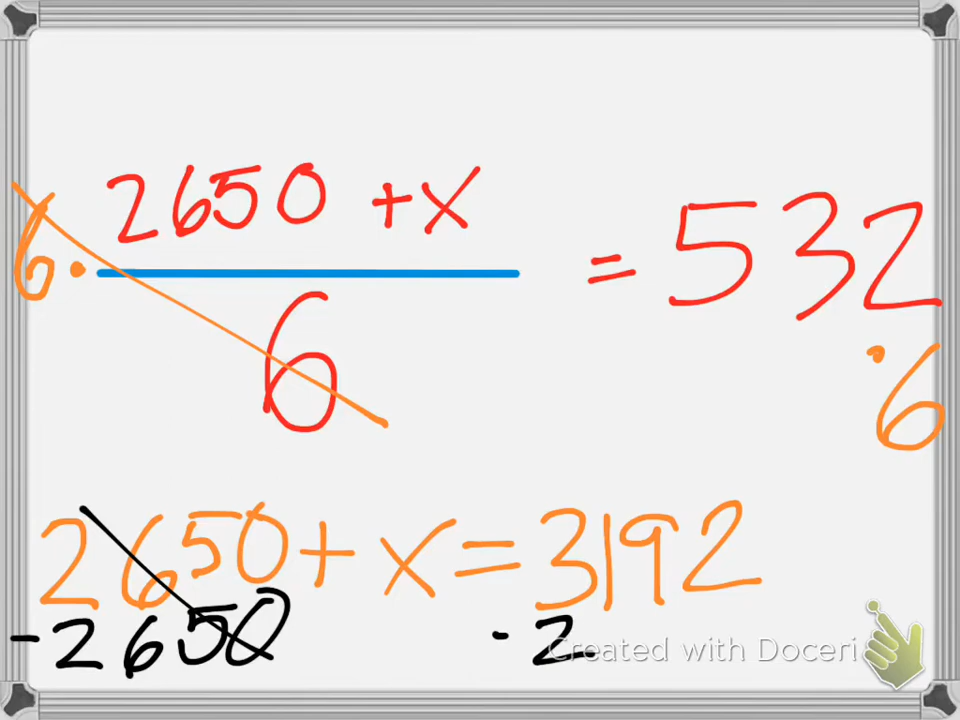 2650 + x
6 · = 532
6
· 6
2650 + x = 3192
- 2650 - 2
Created with Doceri